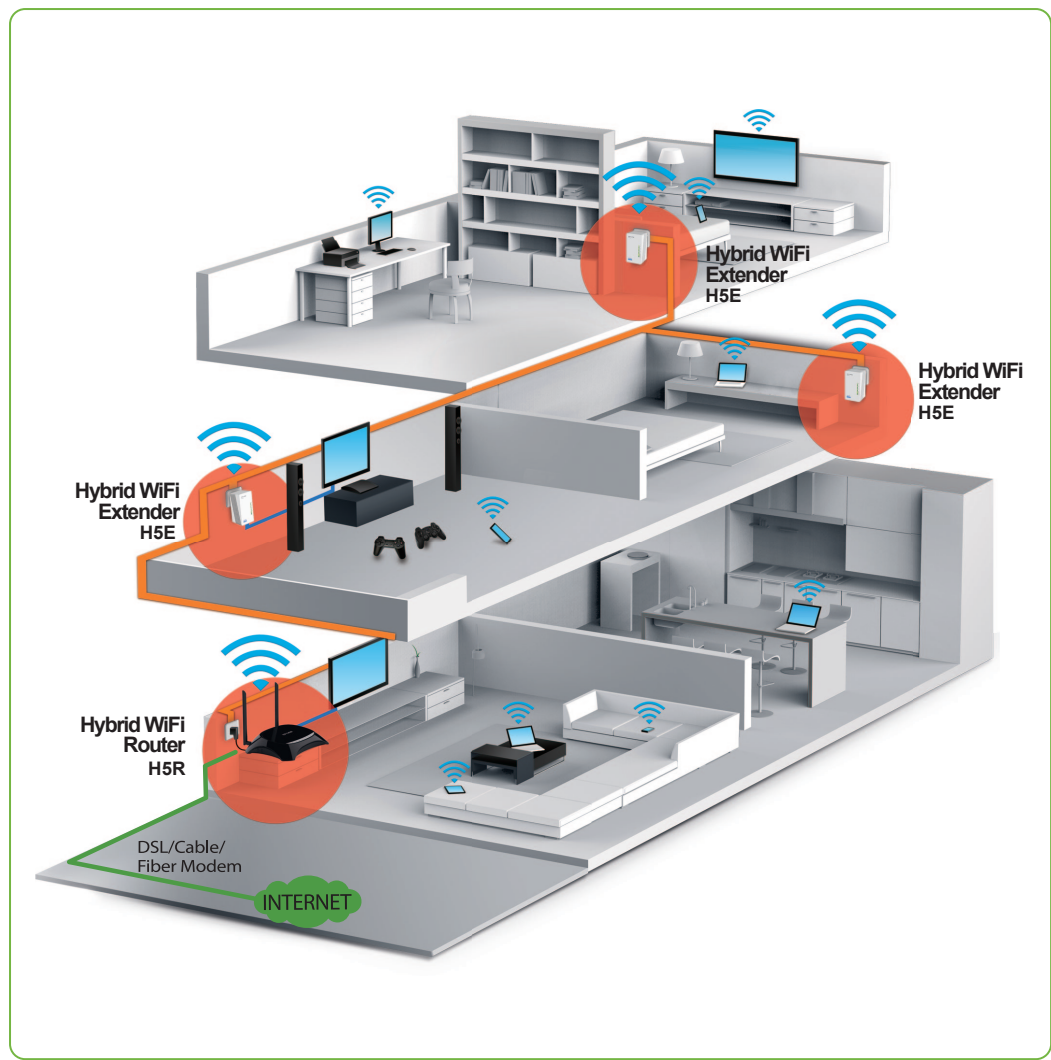 Hybrid WiFi
Extender
H5E
Hybrid WiFi
Extender
H5E
Hybrid WiFi
Extender
H5E
Hybrid WiFi
Router
H5R
DSL/Cable/
Fiber Modem
INTERNET